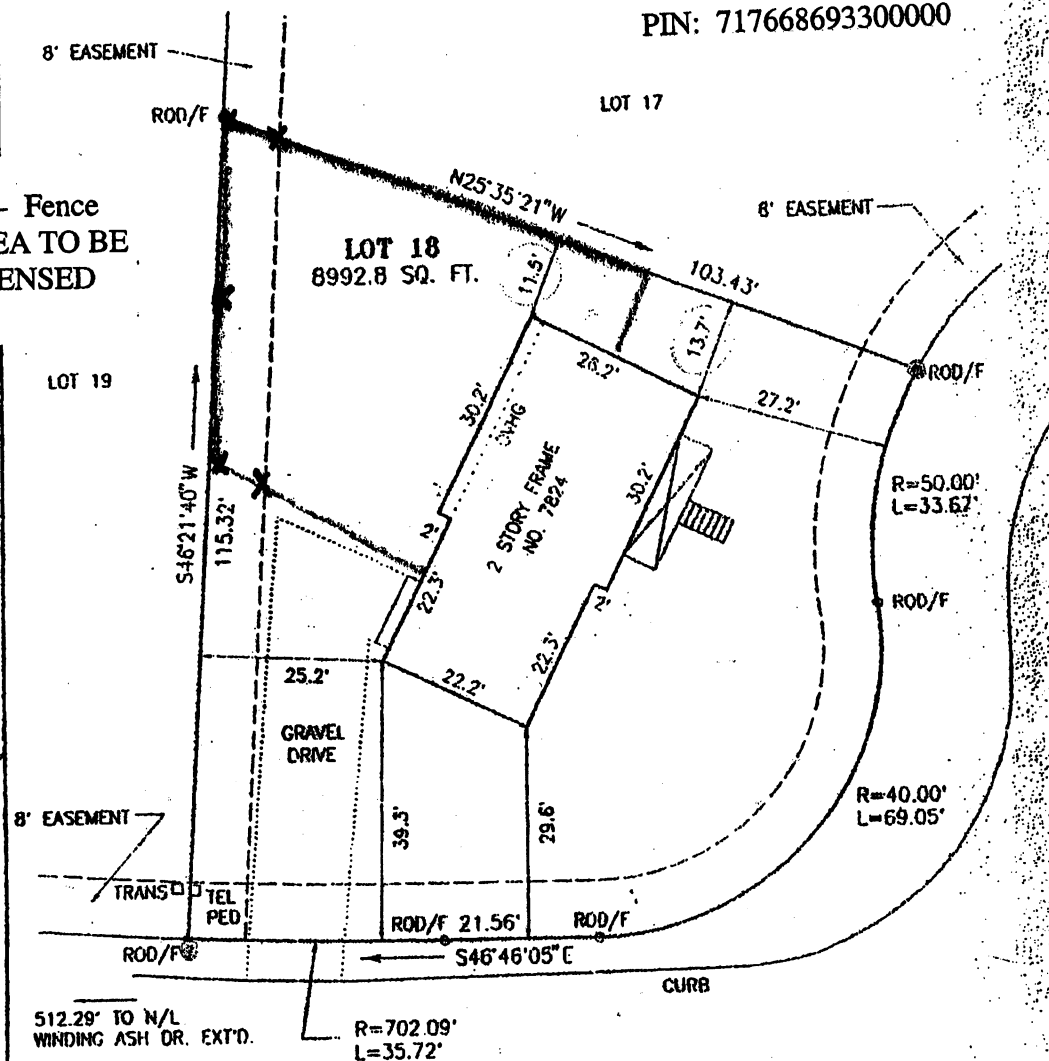 PIN: 717668693300000
8' EASEMENT
ROD/F
LOT 17
N25°35'21"W
8' EASEMENT
- Fence
EA TO BE
ENSED
LOT 18
8992.8 SQ. FT.
11.5'
103.43'
13.7'
LOT 19
26.2'
ROD/F
27.2'
30.2'
OVHG
2 STORY FRAME
NO. 7824
30.2'
R=50.00'
L=33.67'
S46°21'40"W
115.32'
2'
22.3'
2'
ROD/F
22.3'
25.2'
22.2'
GRAVEL
DRIVE
39.3'
29.6'
R=40.00'
L=69.05'
8' EASEMENT
TRANS
TEL
PED
ROD/F
21.56'
ROD/F
ROD/F
S46°46'05"E
CURB
512.29' TO N/L
WINDING ASH DR. EXT'D.
R=702.09'
L=35.72'